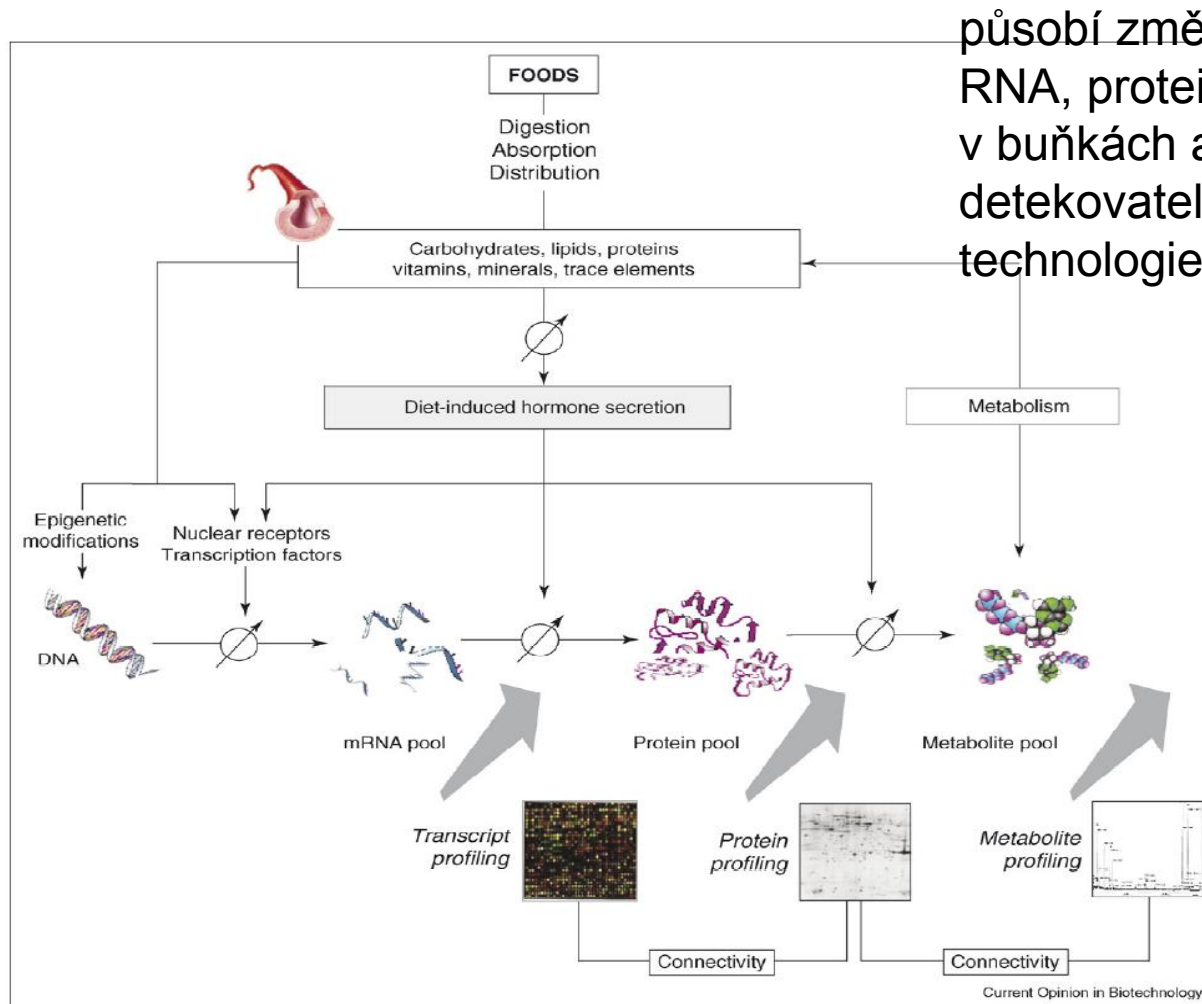 působí změ
RNA, protei
v buňkách a
detekovatel
technologie
FOODS
Digestion
Absorption
Distribution
Carbohydrates, lipids, proteins
vitamins, minerals, trace elements
Diet-induced hormone secretion
Metabolism
Epigenetic
modifications
Nuclear receptors
Transcription factors
DNA
mRNA pool
Protein pool
Metabolite pool
Transcript
profiling
Protein
profiling
Metabolite
profiling
Connectivity
Connectivity
Current Opinion in Biotechnology